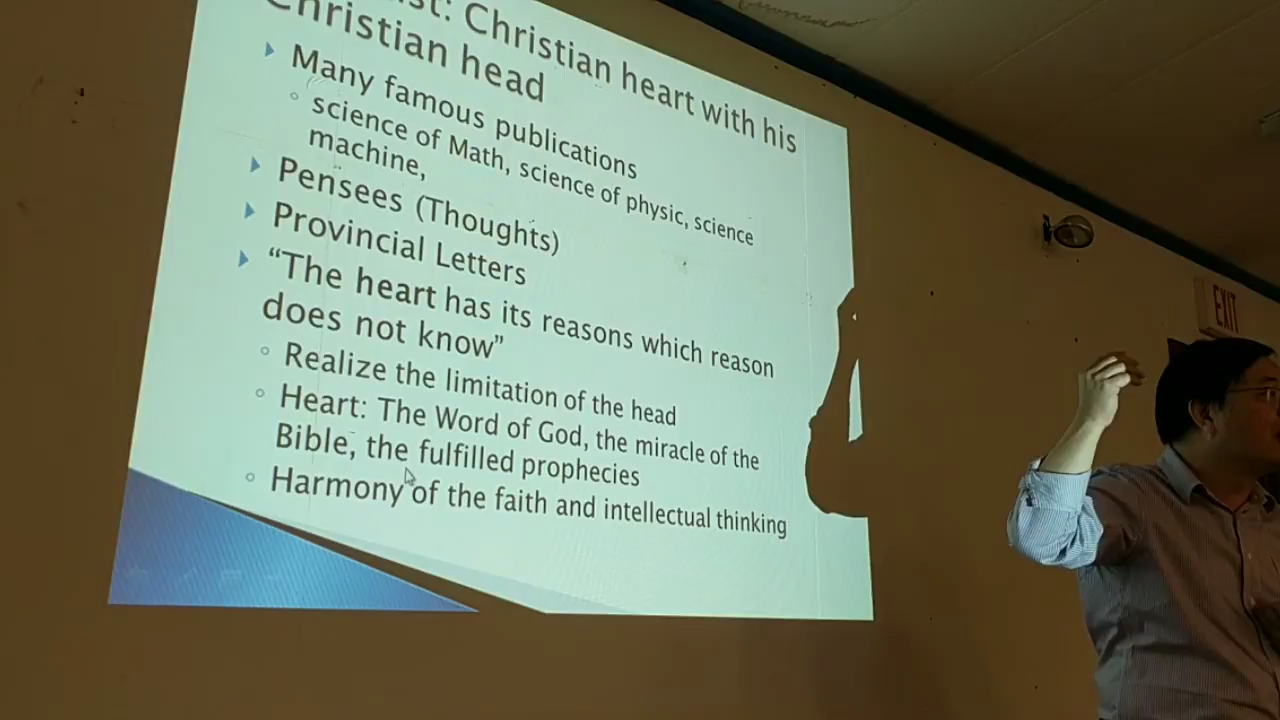 Christian heart with his
Christian head
Many famous publications
science of Math, science of physic, science
machine,
Pensees (Thoughts)
Provincial Letters
“The heart has its reasons which reason
does not know”
Realize the limitation of the head
Heart: The Word of God, the miracle of the
Bible, the fulfilled prophecies
Harmony of the faith and intellectual thinking
EXIT